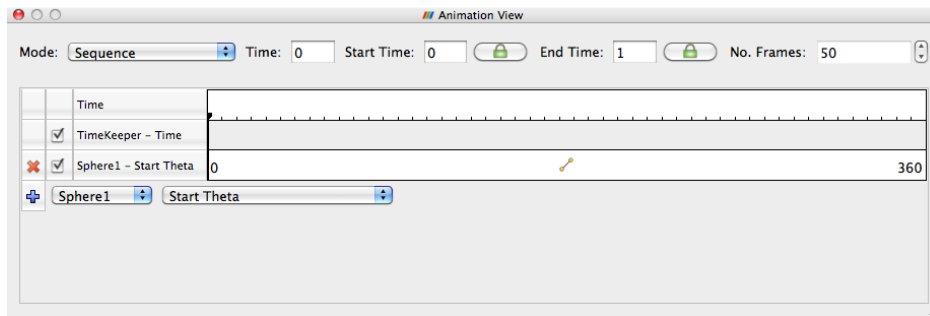 Animation View
Mode: Sequence Time: 0 Start Time: 0 End Time: 1 No. Frames: 50
Time
TimeKeeper – Time
Sphere1 – Start Theta 0 360
Sphere1 Start Theta